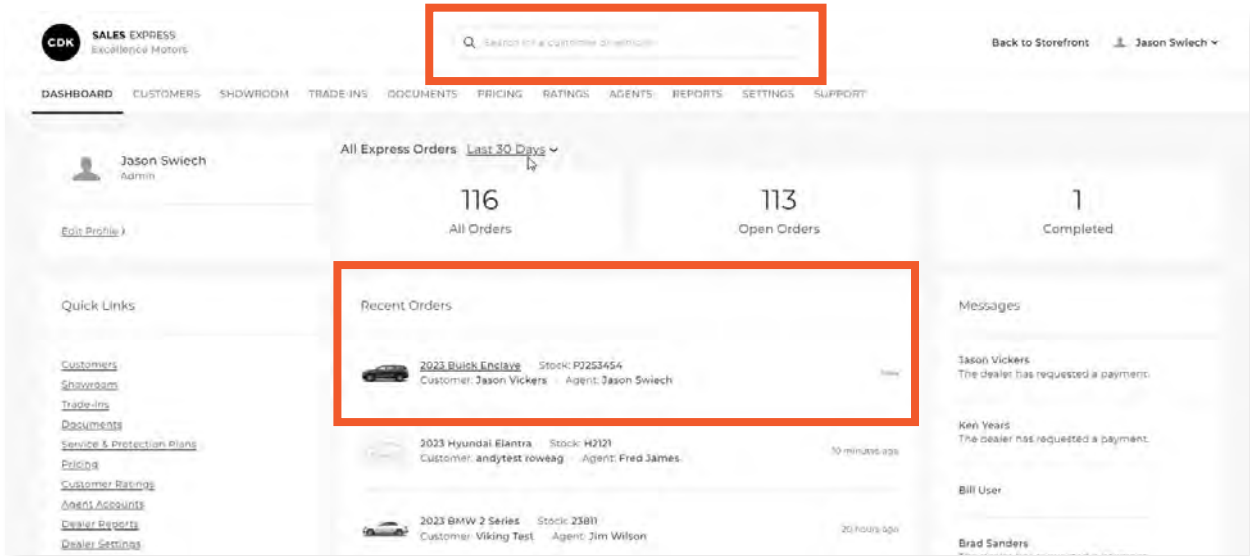 CDK
SALES EXPRESS
Excellence Motors
Search for a customer or vehicle
Back to Storefront
Jason Swiech
DASHBOARD CUSTOMERS SHOWROOM TRADE-INS DOCUMENTS PRICING RATINGS AGENTS REPORTS SETTINGS SUPPORT
Jason Swiech
Admin
Edit Profile
All Express Orders Last 30 Days
116
All Orders
113
Open Orders
1
Completed
Quick Links
Customers
Showroom
Trade-Ins
Documents
Service & Protection Plans
Pricing
Customer Ratings
Agent Accounts
Dealer Reports
Dealer Settings
Recent Orders
2023 Buick Enclave Stock: PJ253454
Customer: Jason Vickers Agent: Jason Swiech
2023 Hyundai Elantra Stock: H2121
Customer: andytest roweag Agent: Fred James
10 minutes ago
2023 BMW 2 Series Stock: 23811
Customer: Viking Test Agent: Jim Wilson
20 hours ago
Messages
Jason Vickers
The dealer has requested a payment.
Ken Years
The dealer has requested a payment.
Bill User
Brad Sanders